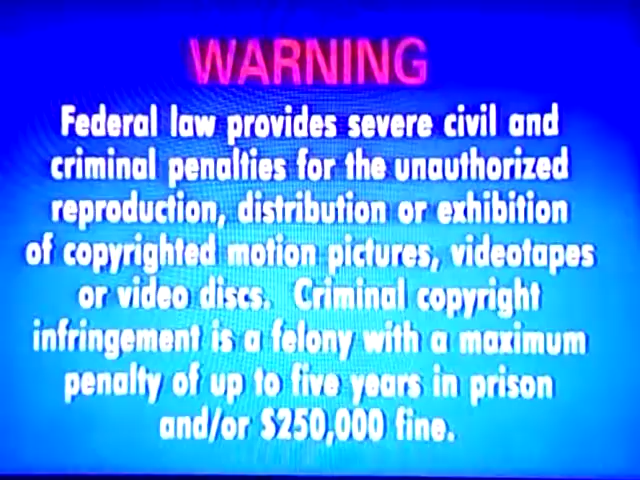 WARNING
Federal law provides severe civil and
criminal penalties for the unauthorized
reproduction, distribution or exhibition
of copyrighted motion pictures, videotapes
or video discs. Criminal copyright
infringement is a felony with a maximum
penalty of up to five years in prison
and/or $250,000 fine.